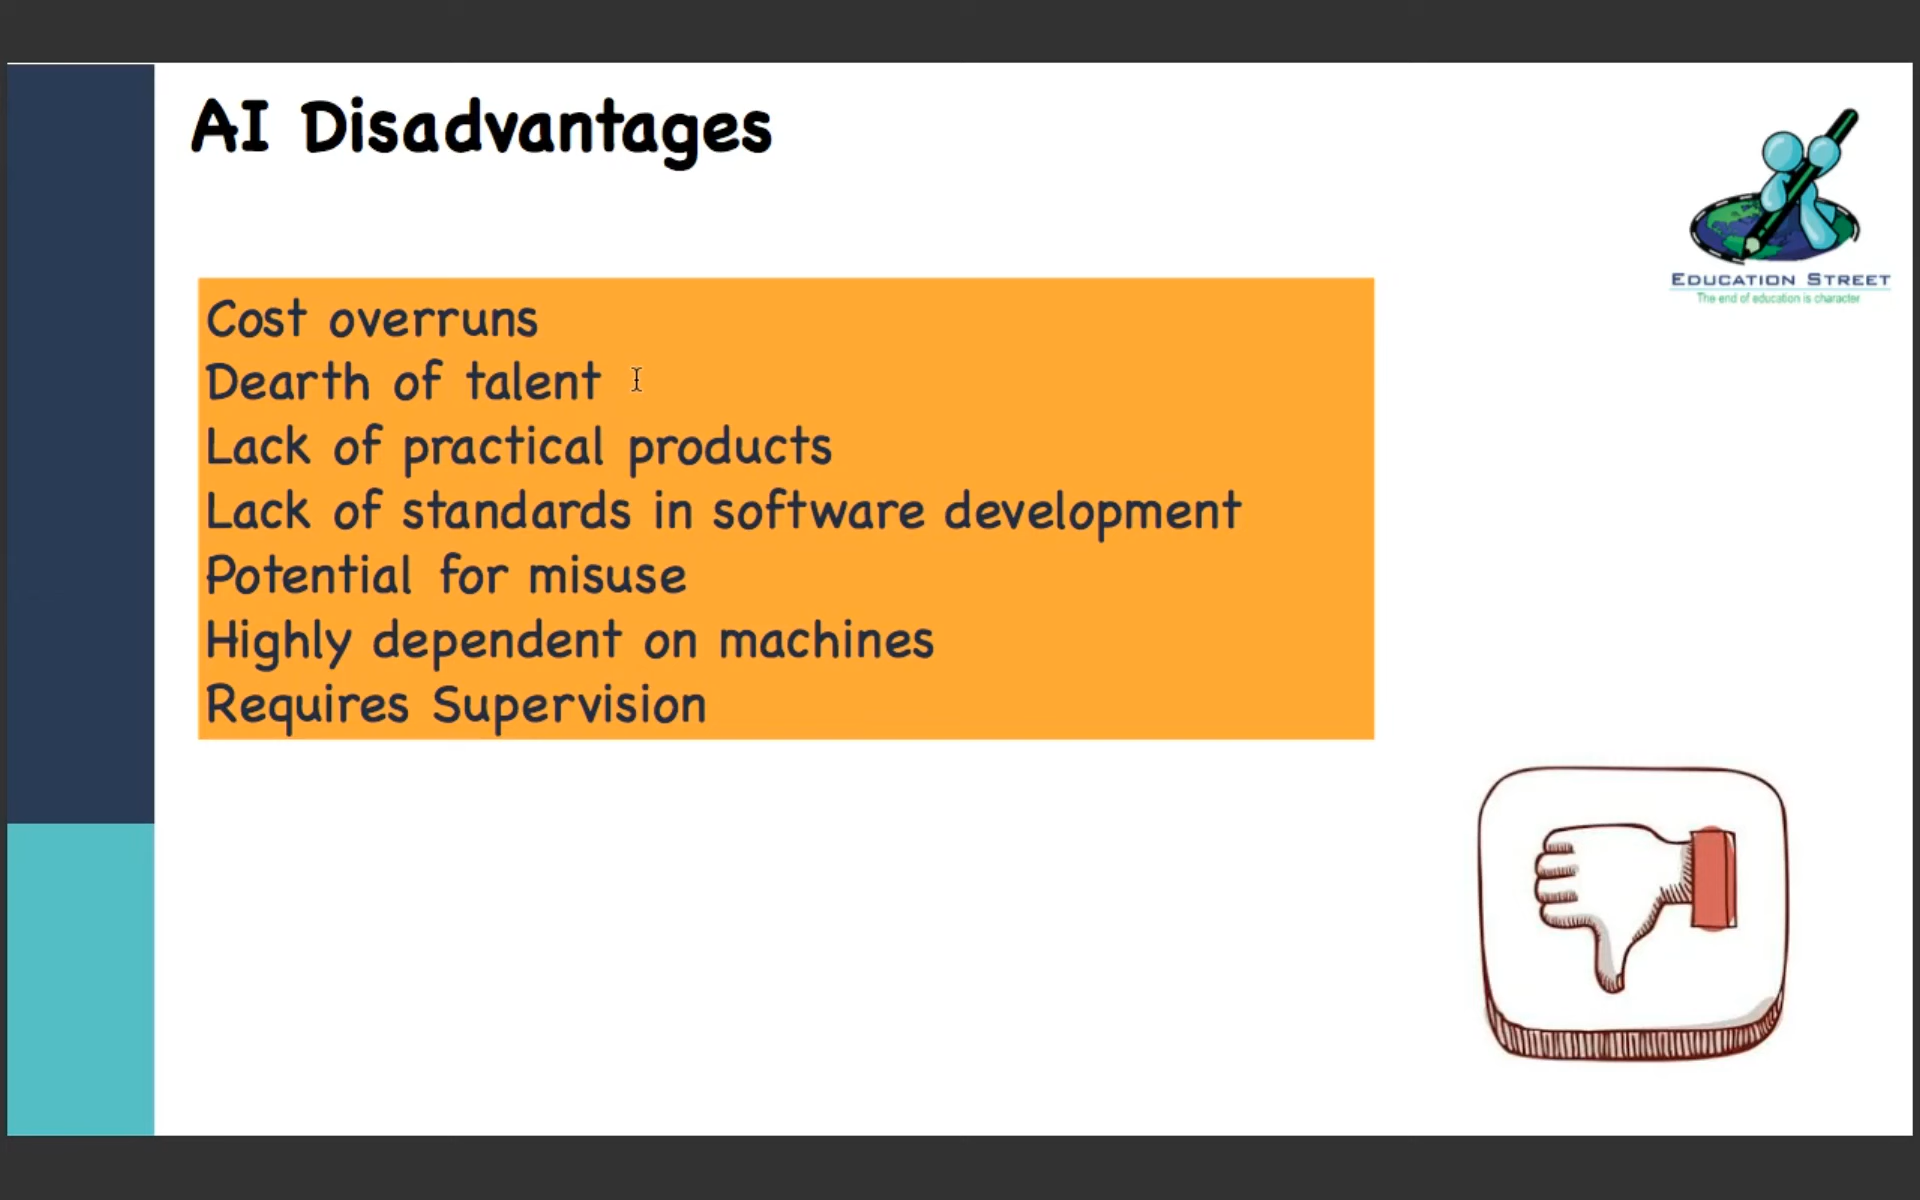 AI Disadvantages
EDUCATION STREET
The end of education is character
Cost overruns
Dearth of talent
Lack of practical products
Lack of standards in software development
Potential for misuse
Highly dependent on machines
Requires Supervision